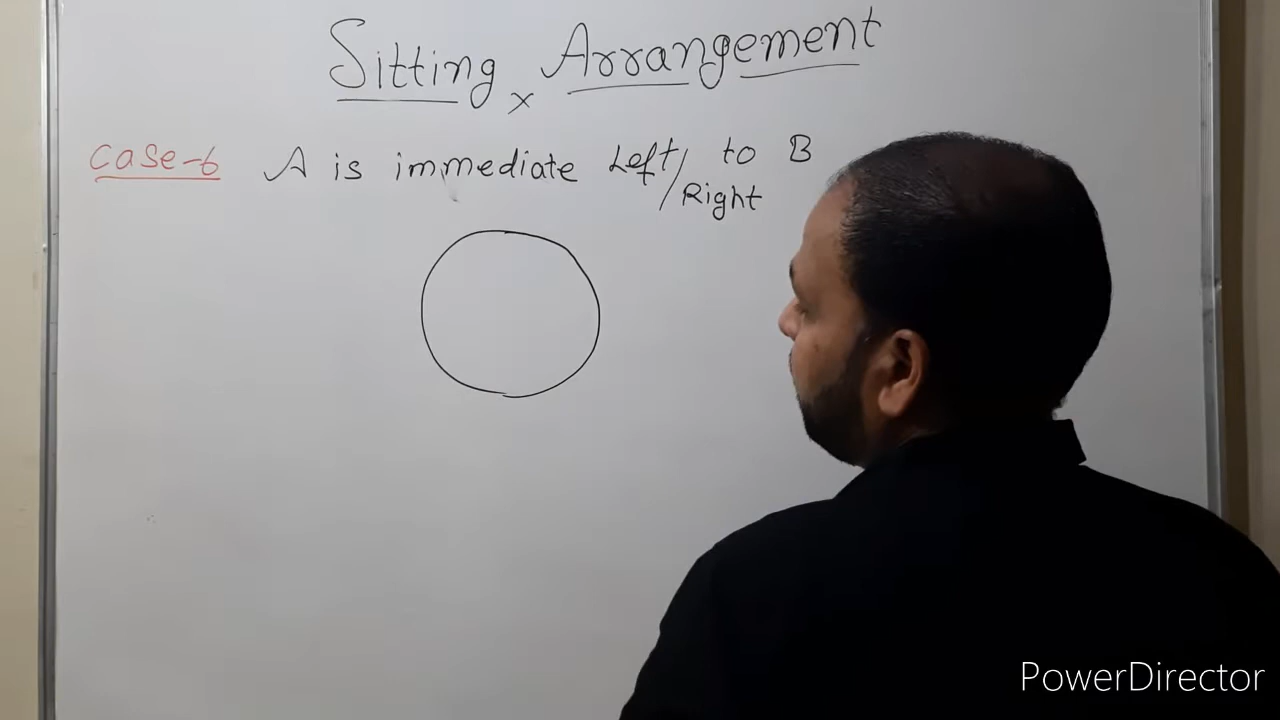 Sitting Arrangement
x
Case-6 A is immediate Left/Right to B
PowerDirector